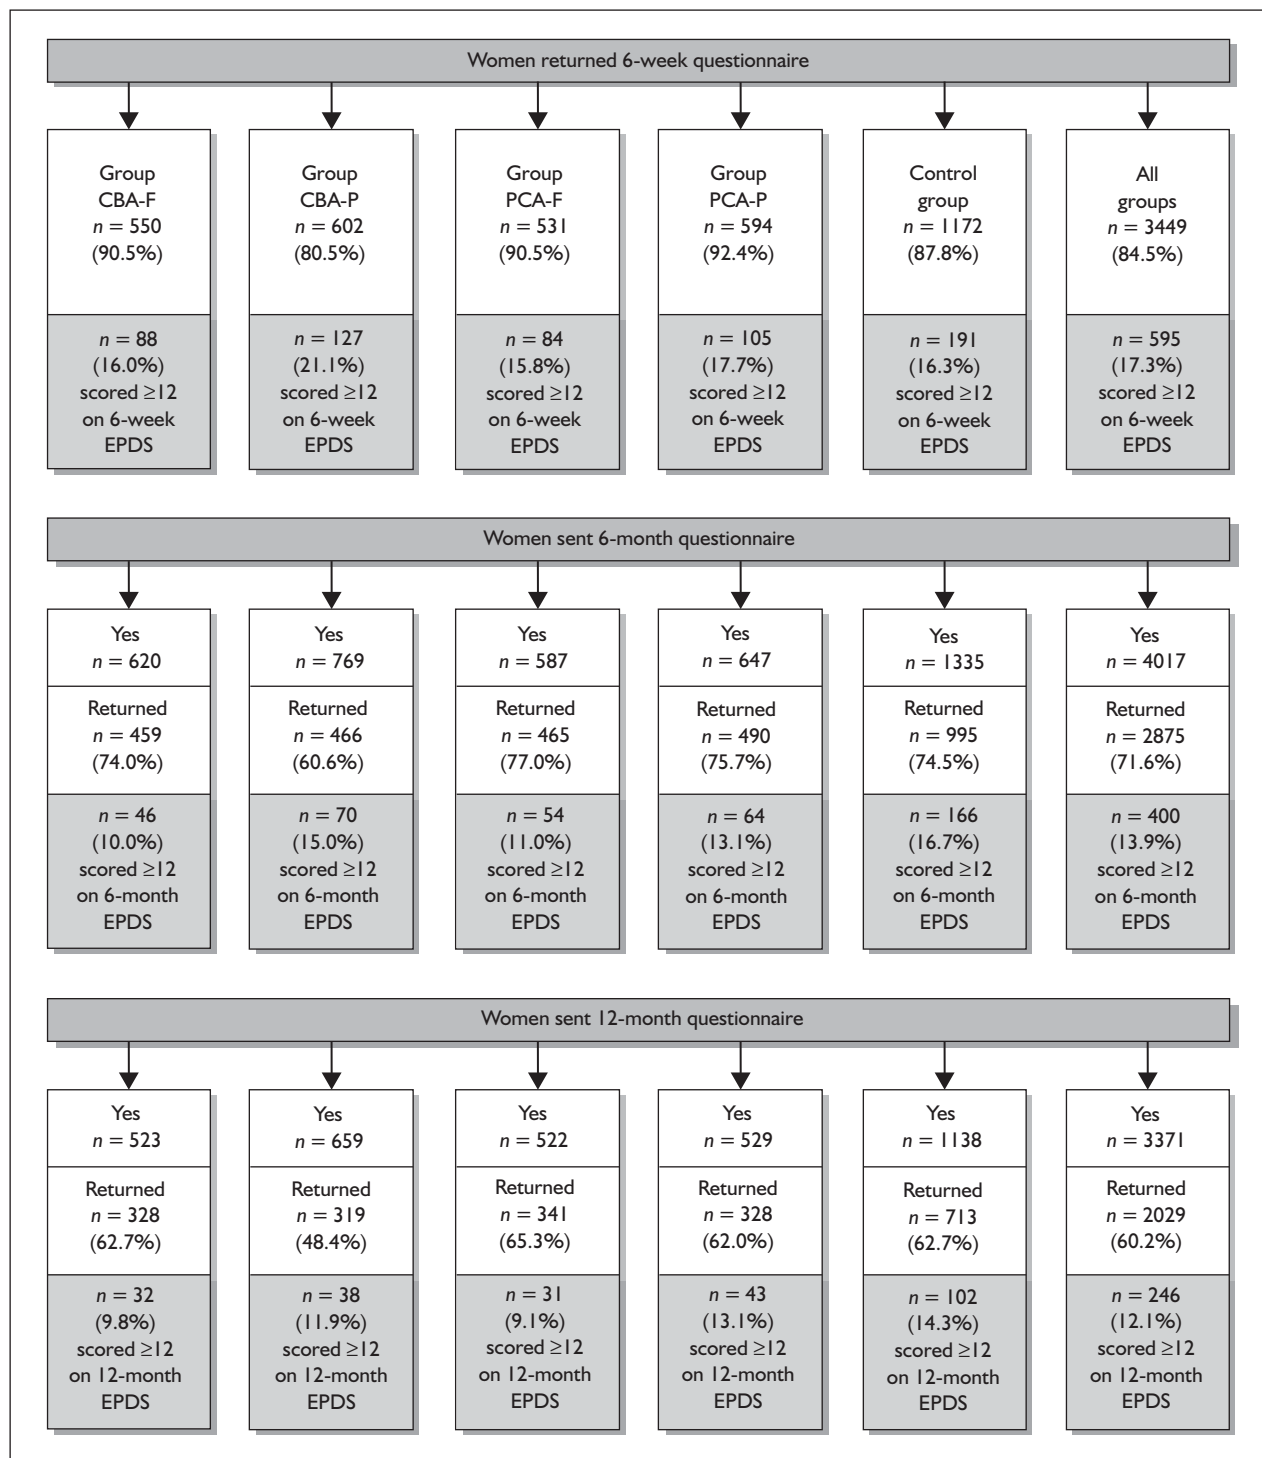 Women returned 6-week questionnaire
Group
CBA-F
n = 550
(90.5%)
n = 88
(16.0%)
scored ≥12
on 6-week
EPDS
Group
CBA-P
n = 602
(80.5%)
n = 127
(21.1%)
scored ≥12
on 6-week
EPDS
Group
PCA-F
n = 531
(90.5%)
n = 84
(15.8%)
scored ≥12
on 6-week
EPDS
Group
PCA-P
n = 594
(92.4%)
n = 105
(17.7%)
scored ≥12
on 6-week
EPDS
Control
group
n = 1172
(87.8%)
n = 191
(16.3%)
scored ≥12
on 6-week
EPDS
All
groups
n = 3449
(84.5%)
n = 595
(17.3%)
scored ≥12
on 6-week
EPDS
Women sent 6-month questionnaire
Yes
n = 620
Returned
n = 459
(74.0%)
n = 46
(10.0%)
scored ≥12
on 6-month
EPDS
Yes
n = 769
Returned
n = 466
(60.6%)
n = 70
(15.0%)
scored ≥12
on 6-month
EPDS
Yes
n = 587
Returned
n = 465
(77.0%)
n = 54
(11.0%)
scored ≥12
on 6-month
EPDS
Yes
n = 647
Returned
n = 490
(75.7%)
n = 64
(13.1%)
scored ≥12
on 6-month
EPDS
Yes
n = 1335
Returned
n = 995
(74.5%)
n = 166
(16.7%)
scored ≥12
on 6-month
EPDS
Yes
n = 4017
Returned
n = 2875
(71.6%)
n = 400
(13.9%)
scored ≥12
on 6-month
EPDS
Women sent 12-month questionnaire
Yes
n = 523
Returned
n = 328
(62.7%)
n = 32
(9.8%)
scored ≥12
on 12-month
EPDS
Yes
n = 659
Returned
n = 319
(48.4%)
n = 38
(11.9%)
scored ≥12
on 12-month
EPDS
Yes
n = 522
Returned
n = 341
(65.3%)
n = 31
(9.1%)
scored ≥12
on 12-month
EPDS
Yes
n = 529
Returned
n = 328
(62.0%)
n = 43
(13.1%)
scored ≥12
on 12-month
EPDS
Yes
n = 1138
Returned
n = 713
(62.7%)
n = 102
(14.3%)
scored ≥12
on 12-month
EPDS
Yes
n = 3371
Returned
n = 2029
(60.2%)
n = 246
(12.1%)
scored ≥12
on 12-month
EPDS